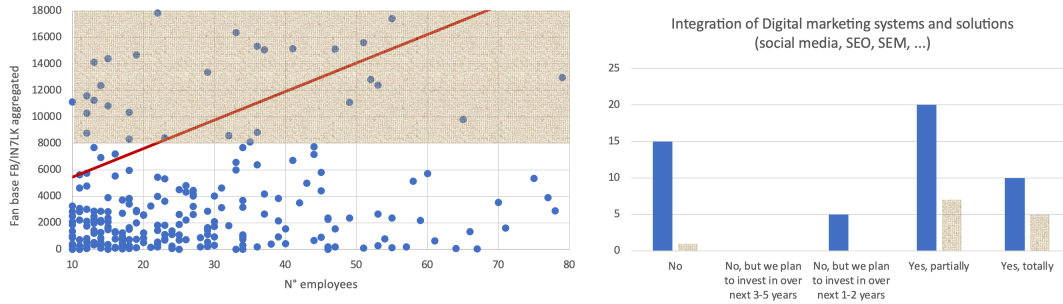 18000
16000
14000
12000
10000
8000
6000
4000
2000
0
10
20
30
40
50
60
70
80
Fan base FB//IN7LK aggregated
N° employees
Integration of Digital marketing systems and solutions
(social media, SEO, SEM, ...)
25
20
15
10
5
0
No
No, but we plan
to invest in over
next 3-5 years
No, but we plan
to invest in over
next 1-2 years
Yes, partially
Yes, totally